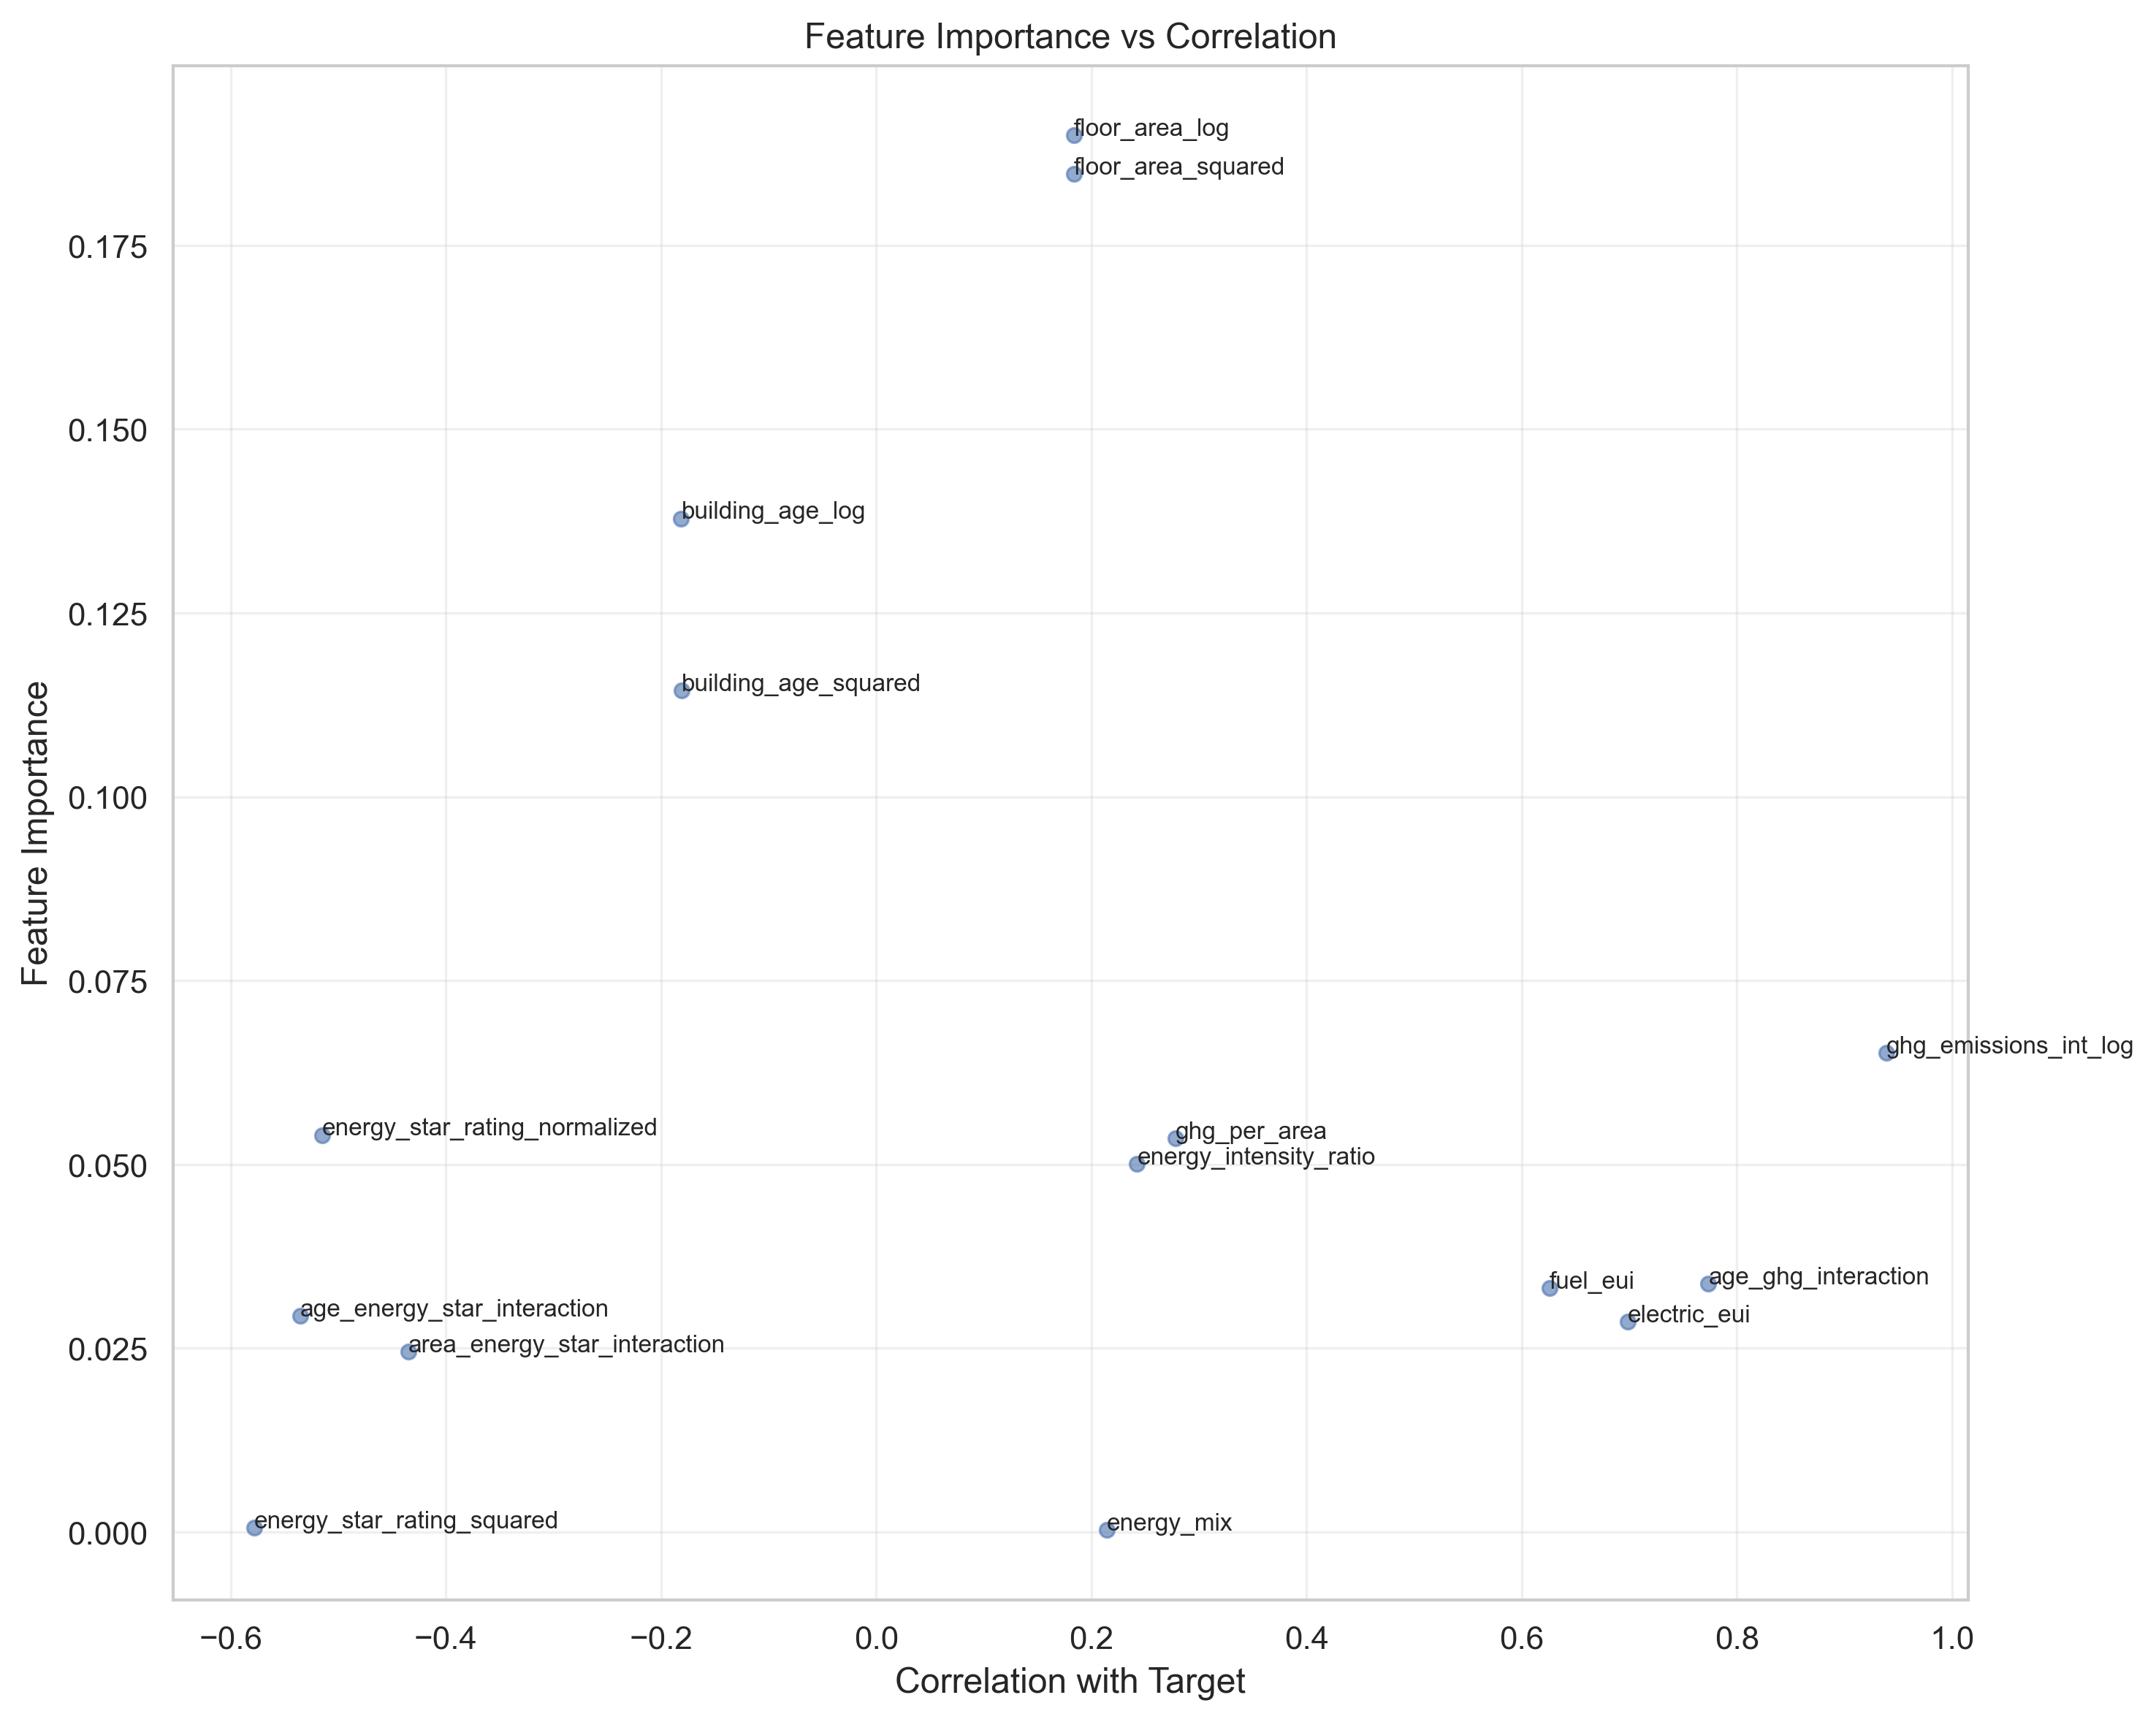 Feature Importance vs Correlation
floor_area_log
floor_area_squared
0.175
0.150
building_age_log
0.125
building_age_squared
0.100
Feature Importance
0.075
ghg_emissions_int_log
energy_star_rating_normalized
ghg_per_area
energy_intensity_ratio
0.050
fuel_eui
age_ghg_interaction
age_energy_star_interaction
electric_eui
area_energy_star_interaction
0.025
energy_star_rating_squared
energy_mix
0.000
−0.6 −0.4 −0.2 0.0 0.2 0.4 0.6 0.8 1.0
Correlation with Target